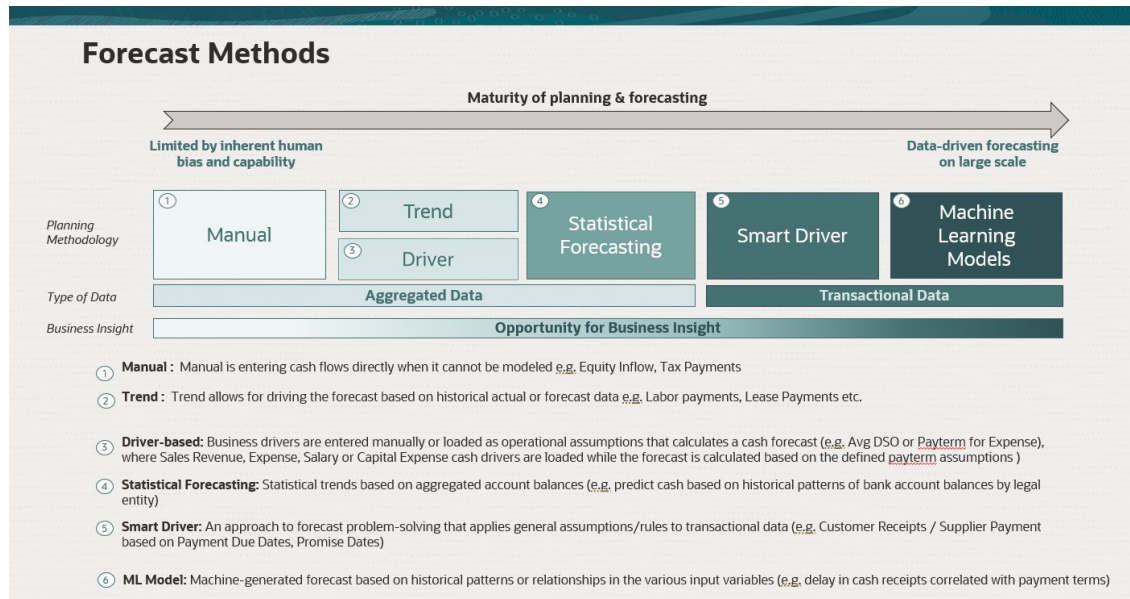 Forecast Methods
Maturity of planning & forecasting
Limited by inherent human
bias and capability
Data-driven forecasting
on large scale
Planning
Methodology
1
Manual
2
Trend
3
Driver
4
Statistical
Forecasting
5
Smart Driver
6
Machine
Learning
Models
Type of Data
Aggregated Data
Transactional Data
Business Insight
Opportunity for Business Insight
1 Manual : Manual is entering cash flows directly when it cannot be modeled e.g. Equity Inflow, Tax Payments
2 Trend : Trend allows for driving the forecast based on historical actual or forecast data e.g. Labor payments, Lease Payments etc.
3 Driver-based: Business drivers are entered manually or loaded as operational assumptions that calculates a cash forecast (e.g. Avg DSO or Payterm for Expense),
where Sales Revenue, Expense, Salary or Capital Expense cash drivers are loaded while the forecast is calculated based on the defined payterm assumptions )
4 Statistical Forecasting: Statistical trends based on aggregated account balances (e.g. predict cash based on historical patterns of bank account balances by legal
entity)
5 Smart Driver: An approach to forecast problem-solving that applies general assumptions/rules to transactional data (e.g. Customer Receipts / Supplier Payment
based on Payment Due Dates, Promise Dates)
6 ML Model: Machine-generated forecast based on historical patterns or relationships in the various input variables (e.g. delay in cash receipts correlated with payment terms)